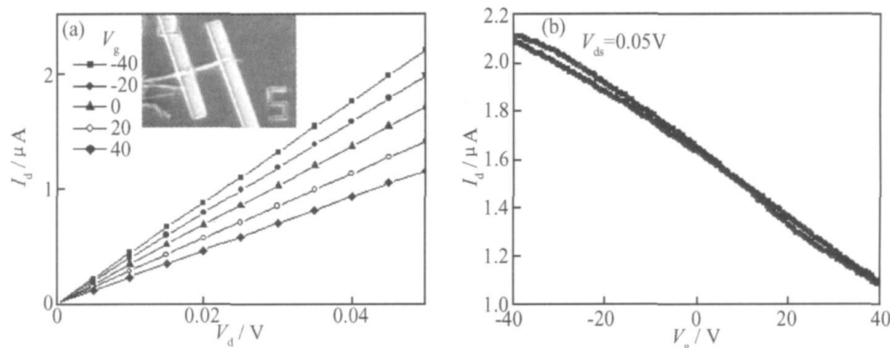 (a)
V_g
-40
-20
0
20
40
2
1
0
I_d / μA
0 0.02 0.04
V_d / V
5
(b)
V_ds=0.05V
2.2
2.0
1.8
1.6
1.4
1.2
1.0
I_d / μA
-40 -20 0 20 40
V_g / V